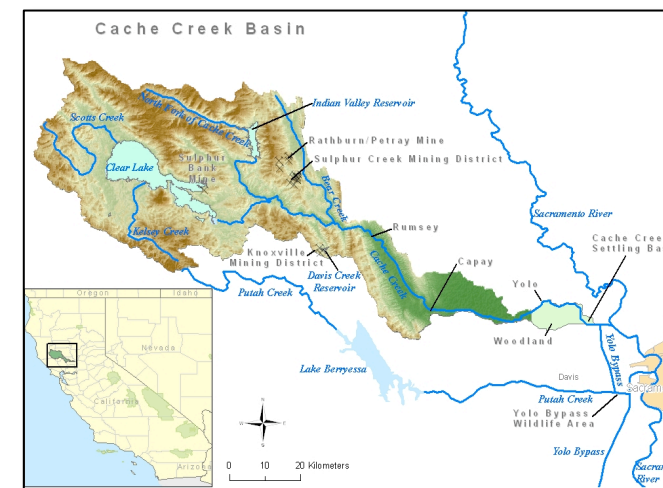 Cache Creek Basin
Indian Valley Reservoir
North Fork of Cache Creek
Scotts Creek
Rathburn/Petray Mine
Sulphur Creek Mining District
Clear Lake
Sulphur
Bank
Mine
Bear Creek
Sacramento River
Kelsey Creek
Rumsey
Cache Cree
Settling Ba
Knoxville
Mining District
Davis Creek
Reservoir
Cache Creek
Capay
Putah Creek
Yolo
Woodland
Yolo Bypass
Lake Berryessa
Davis
Sacram
Putah Creek
Yolo Bypass
Wildlife Area
Yolo Bypass
Sacra
River
Oregon
Idaho
Nevada
California
Arizo
N
W
E
S
0 10 20 Kilometers